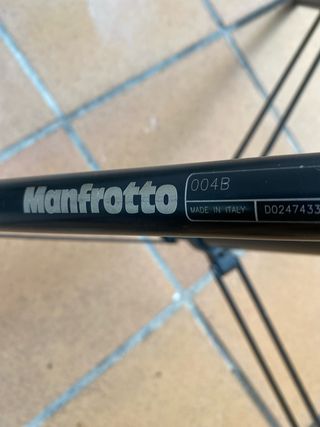 Manfrotto
004B
MADE IN ITALY
D0247433